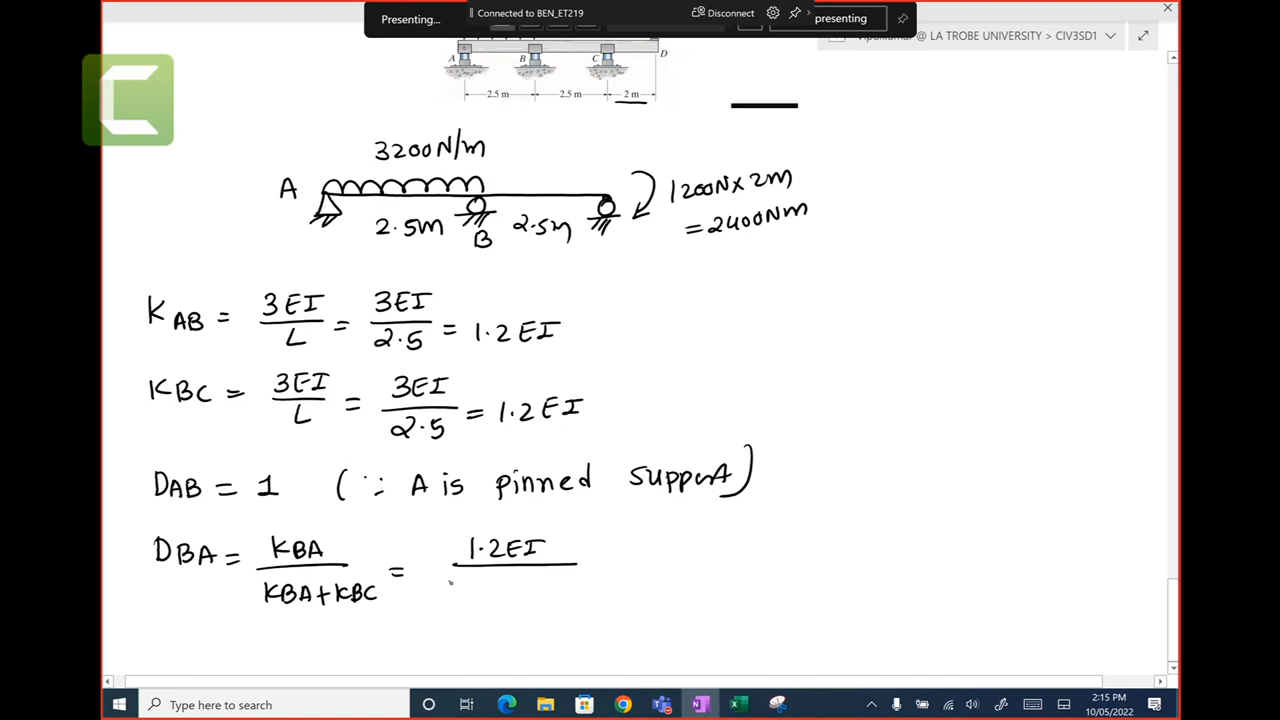 Presenting...
Connected to BEN_ET219
Disconnect
presenting
@ LA TROBE UNIVERSITY > CIV3SD1
A B C D
2.5 m 2.5 m 2 m
3200N/m
A
1200N x 2m
= 2400Nm
2.5m 2.5m
B
KAB = 3EI/L = 3EI/2.5 = 1.2EI
KBC = 3EI/L = 3EI/2.5 = 1.2EI
DAB = 1 (∵ A is pinned support)
DBA = KBA/KBA+KBC = 1.2EI
Type here to search
2:15 PM
10/05/2022